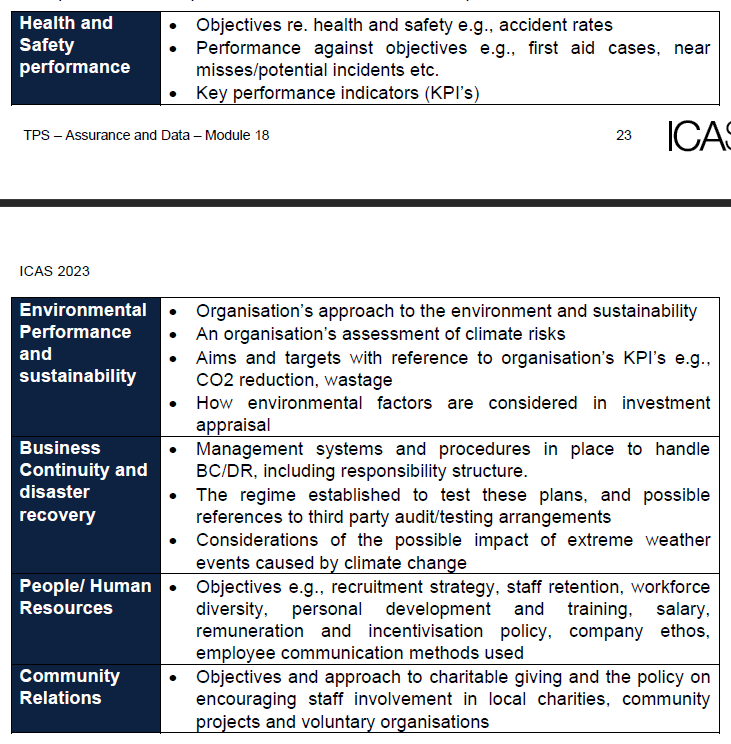 Health and
Safety
performance
• Objectives re. health and safety e.g., accident rates
• Performance against objectives e.g., first aid cases, near
misses/potential incidents etc.
• Key performance indicators (KPI's)
TPS – Assurance and Data – Module 18
23
ICAS
ICAS 2023
Environmental
Performance
and
sustainability
• Organisation's approach to the environment and sustainability
• An organisation's assessment of climate risks
• Aims and targets with reference to organisation's KPI's e.g.,
CO2 reduction, wastage
• How environmental factors are considered in investment
appraisal
Business
Continuity and
disaster
recovery
• Management systems and procedures in place to handle
BC/DR, including responsibility structure.
• The regime established to test these plans, and possible
references to third party audit/testing arrangements
• Considerations of the possible impact of extreme weather
events caused by climate change
People/ Human
Resources
• Objectives e.g., recruitment strategy, staff retention, workforce
diversity, personal development and training, salary,
remuneration and incentivisation policy, company ethos,
employee communication methods used
Community
Relations
• Objectives and approach to charitable giving and the policy on
encouraging staff involvement in local charities, community
projects and voluntary organisations